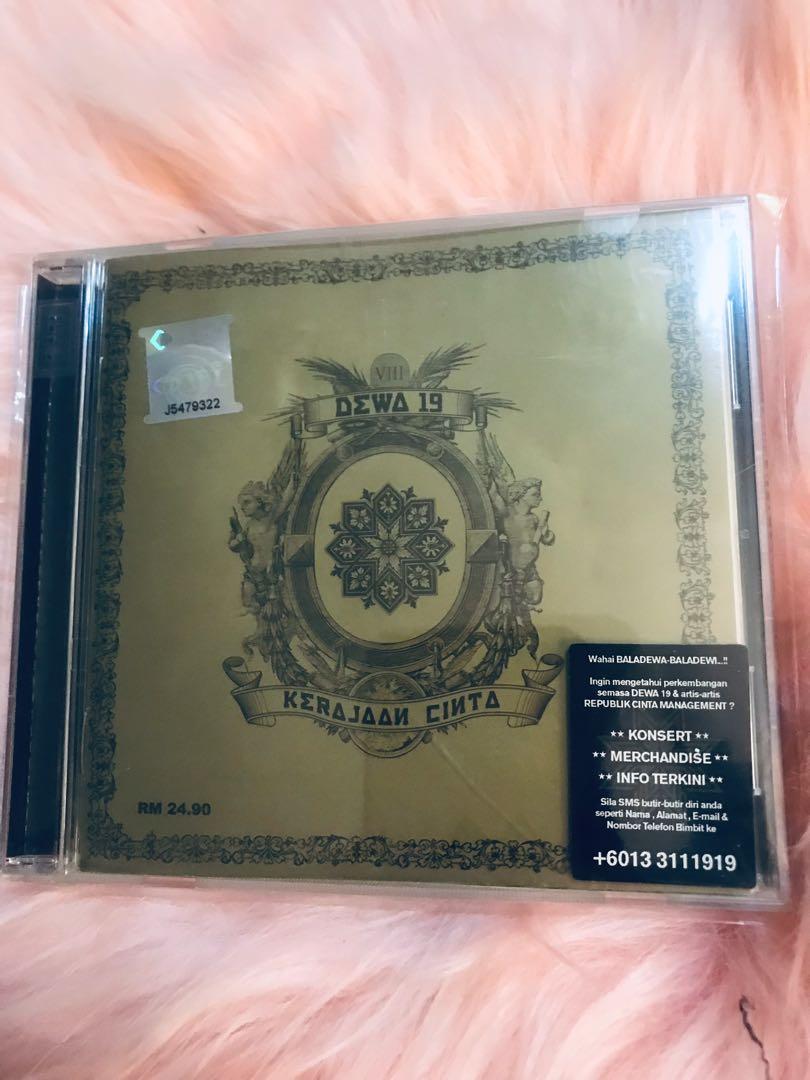 VIII
DEWA 19
J5479322
KERAJAAN CINTA
RM 24.90
Wahai BALADEWA-BALADEWI...!!
Ingin mengetahui perkembangan
semasa DEWA 19 & artis-artis
REPUBLIK CINTA MANAGEMENT ?
** KONSERT **
** MERCHANDISE **
** INFO TERKINI **
Sila SMS butir-butir diri anda
seperti Nama , Alamat , E-mail &
Nombor Telefon Bimbit ke
+6013 3111919